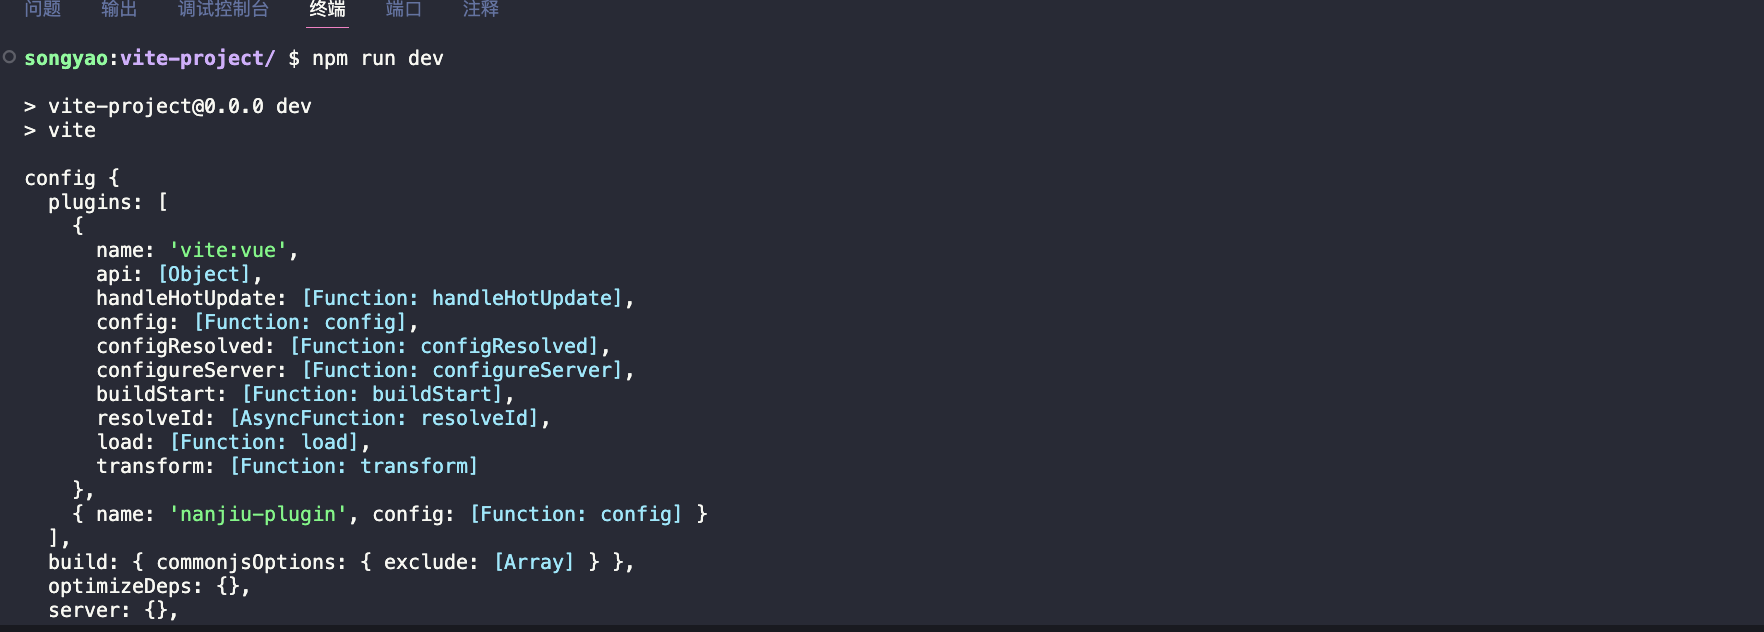 问题 输出 调试控制台 终端 端口 注释
songyao:vite-project/ $ npm run dev
> vite-project@0.0.0 dev
> vite
config {
  plugins: [
    {
      name: 'vite:vue',
      api: [Object],
      handleHotUpdate: [Function: handleHotUpdate],
      config: [Function: config],
      configResolved: [Function: configResolved],
      configureServer: [Function: configureServer],
      buildStart: [Function: buildStart],
      resolveId: [AsyncFunction: resolveId],
      load: [Function: load],
      transform: [Function: transform]
    },
    { name: 'nanjiu-plugin', config: [Function: config] }
  ],
  build: { commonjsOptions: { exclude: [Array] } },
  optimizeDeps: {},
  server: {},